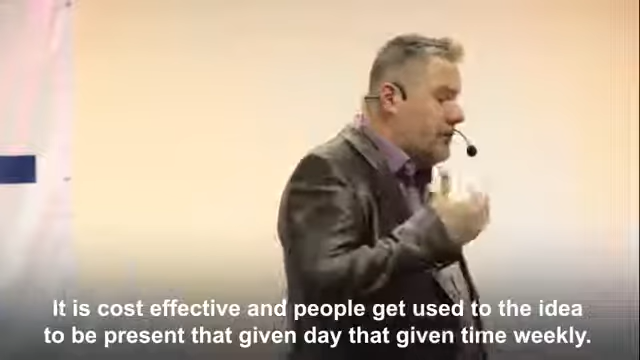 It is cost effective and people get used to the idea
to be present that given day that given time weekly.